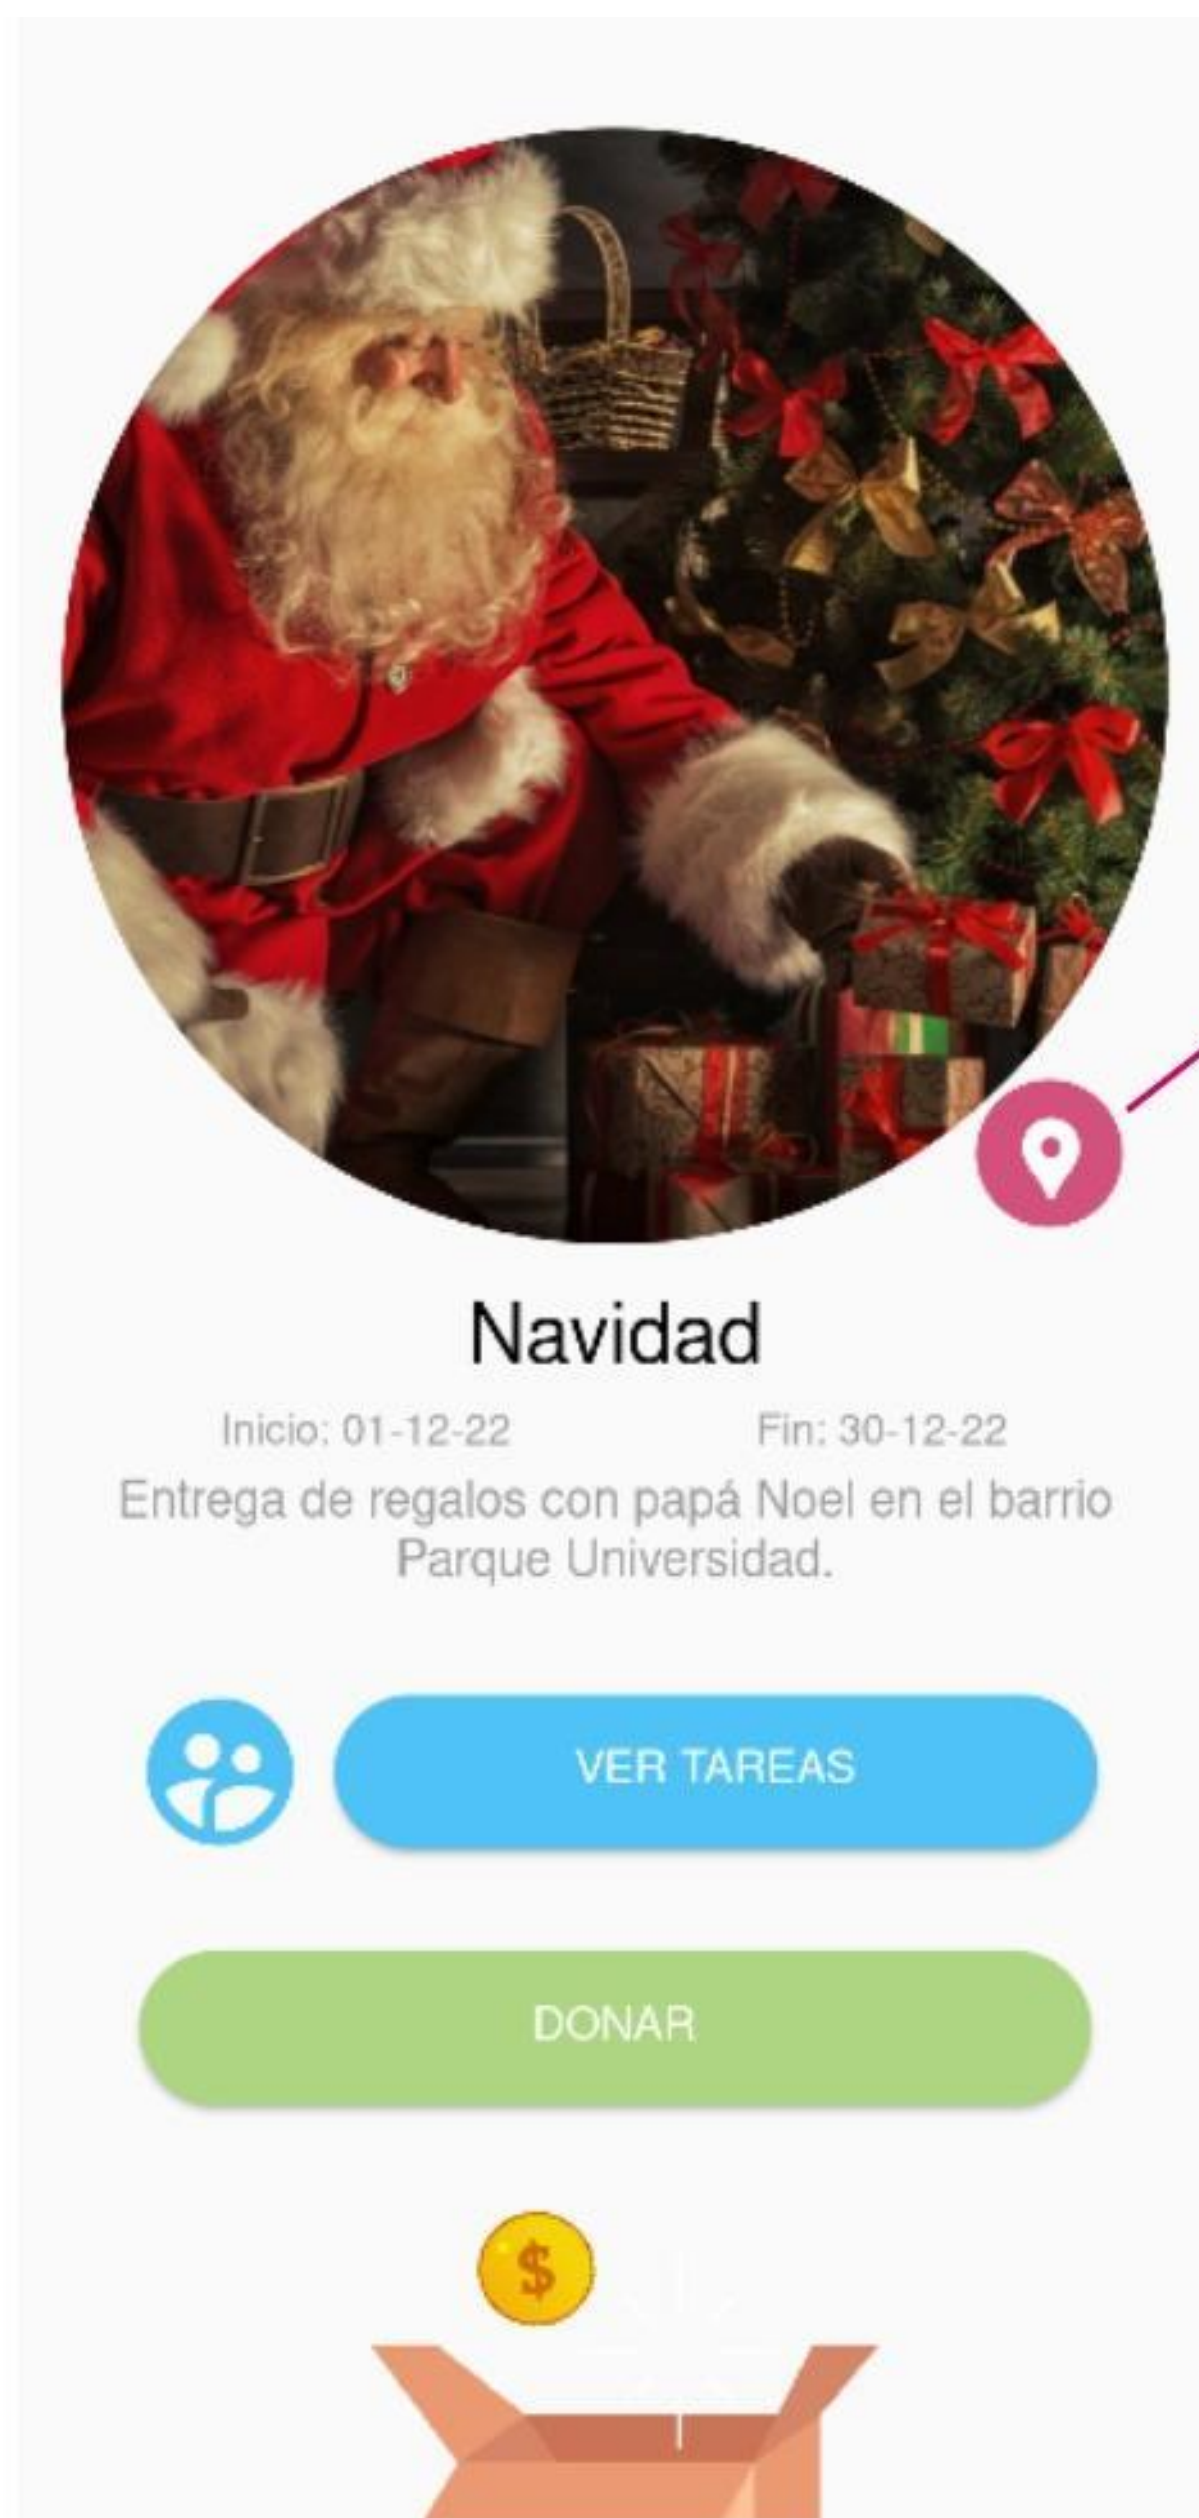 Navidad
Inicio: 01-12-22 Fin: 30-12-22
Entrega de regalos con papá Noel en el barrio
Parque Universidad.
VER TAREAS
DONAR
$